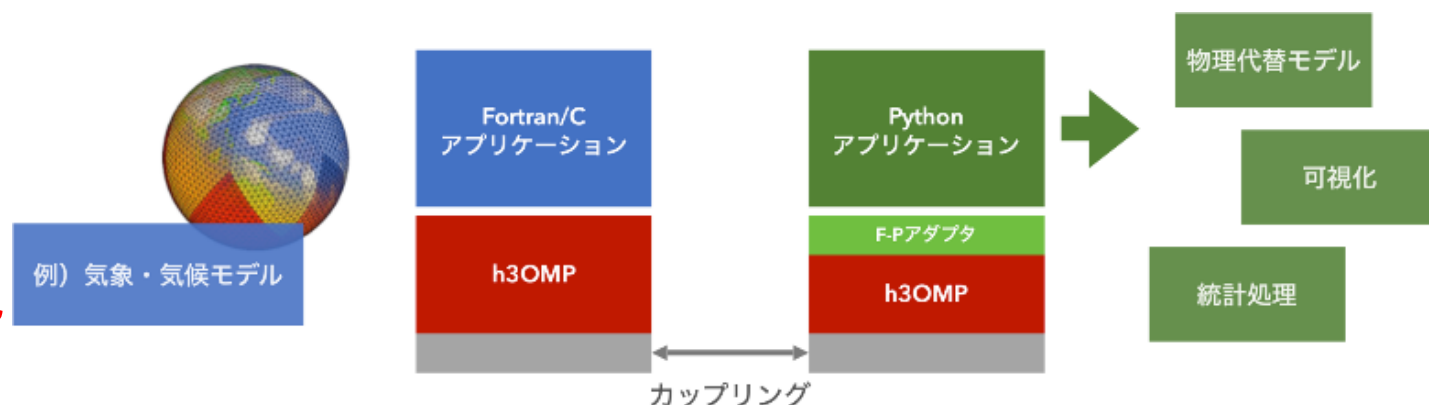 例）気象・気候モデル
Fortran/C
アプリケーション
h3OMP
カップリング
Python
アプリケーション
F-Pアダプタ
h3OMP
物理代替モデル
可視化
統計処理